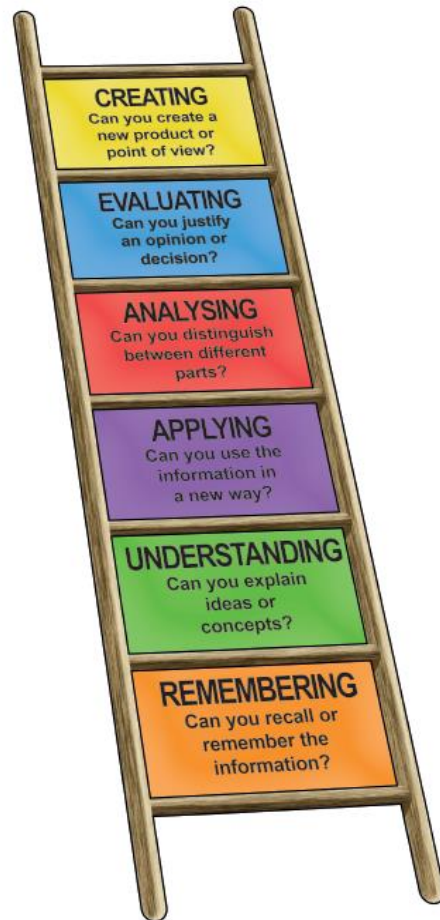 CREATING
Can you create a
new product or
point of view?
EVALUATING
Can you justify
an opinion or
decision?
ANALYSING
Can you distinguish
between different
parts?
APPLYING
Can you use the
information in
a new way?
UNDERSTANDING
Can you explain
ideas or
concepts?
REMEMBERING
Can you recall or
remember the
information?